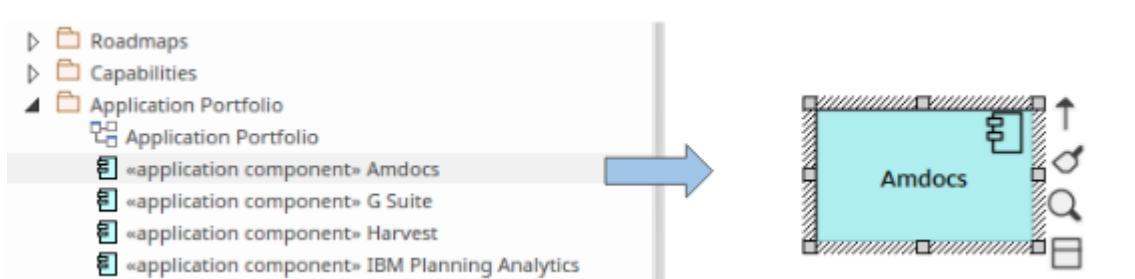 Roadmaps
Capabilities
Application Portfolio
Application Portfolio
«application component» Amdocs
«application component» G Suite
«application component» Harvest
«application component» IBM Planning Analytics
Amdocs